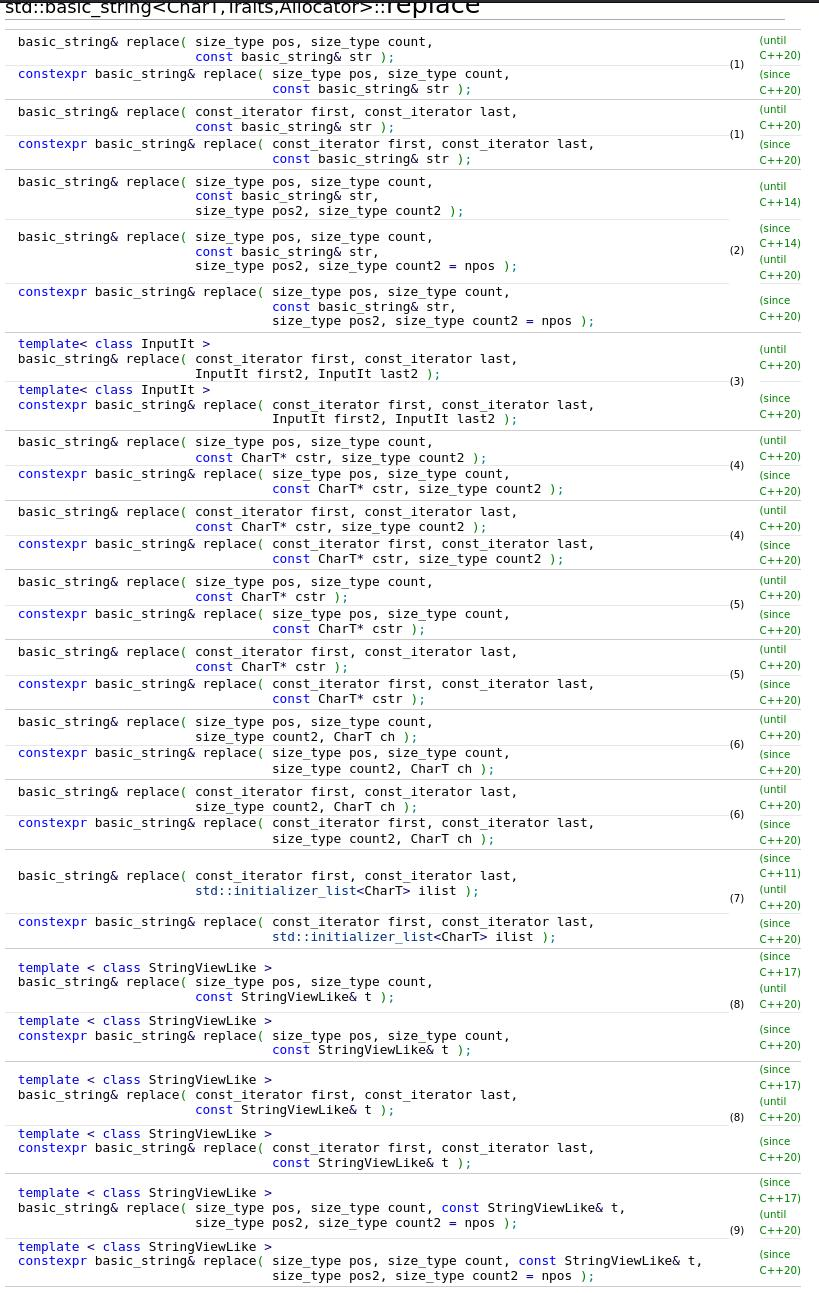 std::basic_string<CharT,Traits,Allocator>::replace
basic_string& replace( size_type pos, size_type count,
                       const basic_string& str );
(until
C++20)
(1)
constexpr basic_string& replace( size_type pos, size_type count,
                                 const basic_string& str );
(since
C++20)
basic_string& replace( const_iterator first, const_iterator last,
                       const basic_string& str );
(until
C++20)
(1)
constexpr basic_string& replace( const_iterator first, const_iterator last,
                                 const basic_string& str );
(since
C++20)
basic_string& replace( size_type pos, size_type count,
                       const basic_string& str,
                       size_type pos2, size_type count2 );
(until
C++14)
basic_string& replace( size_type pos, size_type count,
                       const basic_string& str,
                       size_type pos2, size_type count2 = npos );
(2)
(since
C++14)
(until
C++20)
constexpr basic_string& replace( size_type pos, size_type count,
                                 const basic_string& str,
                                 size_type pos2, size_type count2 = npos );
(since
C++20)
template< class InputIt >
basic_string& replace( const_iterator first, const_iterator last,
                       InputIt first2, InputIt last2 );
(until
C++20)
(3)
template< class InputIt >
constexpr basic_string& replace( const_iterator first, const_iterator last,
                                 InputIt first2, InputIt last2 );
(since
C++20)
basic_string& replace( size_type pos, size_type count,
                       const CharT* cstr, size_type count2 );
(until
C++20)
(4)
constexpr basic_string& replace( size_type pos, size_type count,
                                 const CharT* cstr, size_type count2 );
(since
C++20)
basic_string& replace( const_iterator first, const_iterator last,
                       const CharT* cstr, size_type count2 );
(until
C++20)
(4)
constexpr basic_string& replace( const_iterator first, const_iterator last,
                                 const CharT* cstr, size_type count2 );
(since
C++20)
basic_string& replace( size_type pos, size_type count,
                       const CharT* cstr );
(until
C++20)
(5)
constexpr basic_string& replace( size_type pos, size_type count,
                                 const CharT* cstr );
(since
C++20)
basic_string& replace( const_iterator first, const_iterator last,
                       const CharT* cstr );
(until
C++20)
(5)
constexpr basic_string& replace( const_iterator first, const_iterator last,
                                 const CharT* cstr );
(since
C++20)
basic_string& replace( size_type pos, size_type count,
                       size_type count2, CharT ch );
(until
C++20)
(6)
constexpr basic_string& replace( size_type pos, size_type count,
                                 size_type count2, CharT ch );
(since
C++20)
basic_string& replace( const_iterator first, const_iterator last,
                       size_type count2, CharT ch );
(until
C++20)
(6)
constexpr basic_string& replace( const_iterator first, const_iterator last,
                                 size_type count2, CharT ch );
(since
C++20)
basic_string& replace( const_iterator first, const_iterator last,
                       std::initializer_list<CharT> ilist );
(since
C++11)
(until
C++20)
(7)
constexpr basic_string& replace( const_iterator first, const_iterator last,
                                 std::initializer_list<CharT> ilist );
(since
C++20)
template < class StringViewLike >
basic_string& replace( size_type pos, size_type count,
                       const StringViewLike& t );
(since
C++17)
(until
C++20)
(8)
template < class StringViewLike >
constexpr basic_string& replace( size_type pos, size_type count,
                                 const StringViewLike& t );
(since
C++20)
template < class StringViewLike >
basic_string& replace( const_iterator first, const_iterator last,
                       const StringViewLike& t );
(since
C++17)
(until
C++20)
(8)
template < class StringViewLike >
constexpr basic_string& replace( const_iterator first, const_iterator last,
                                 const StringViewLike& t );
(since
C++20)
template < class StringViewLike >
basic_string& replace( size_type pos, size_type count, const StringViewLike& t,
                       size_type pos2, size_type count2 = npos );
(since
C++17)
(until
C++20)
(9)
template < class StringViewLike >
constexpr basic_string& replace( size_type pos, size_type count, const StringViewLike& t,
                                 size_type pos2, size_type count2 = npos );
(since
C++20)